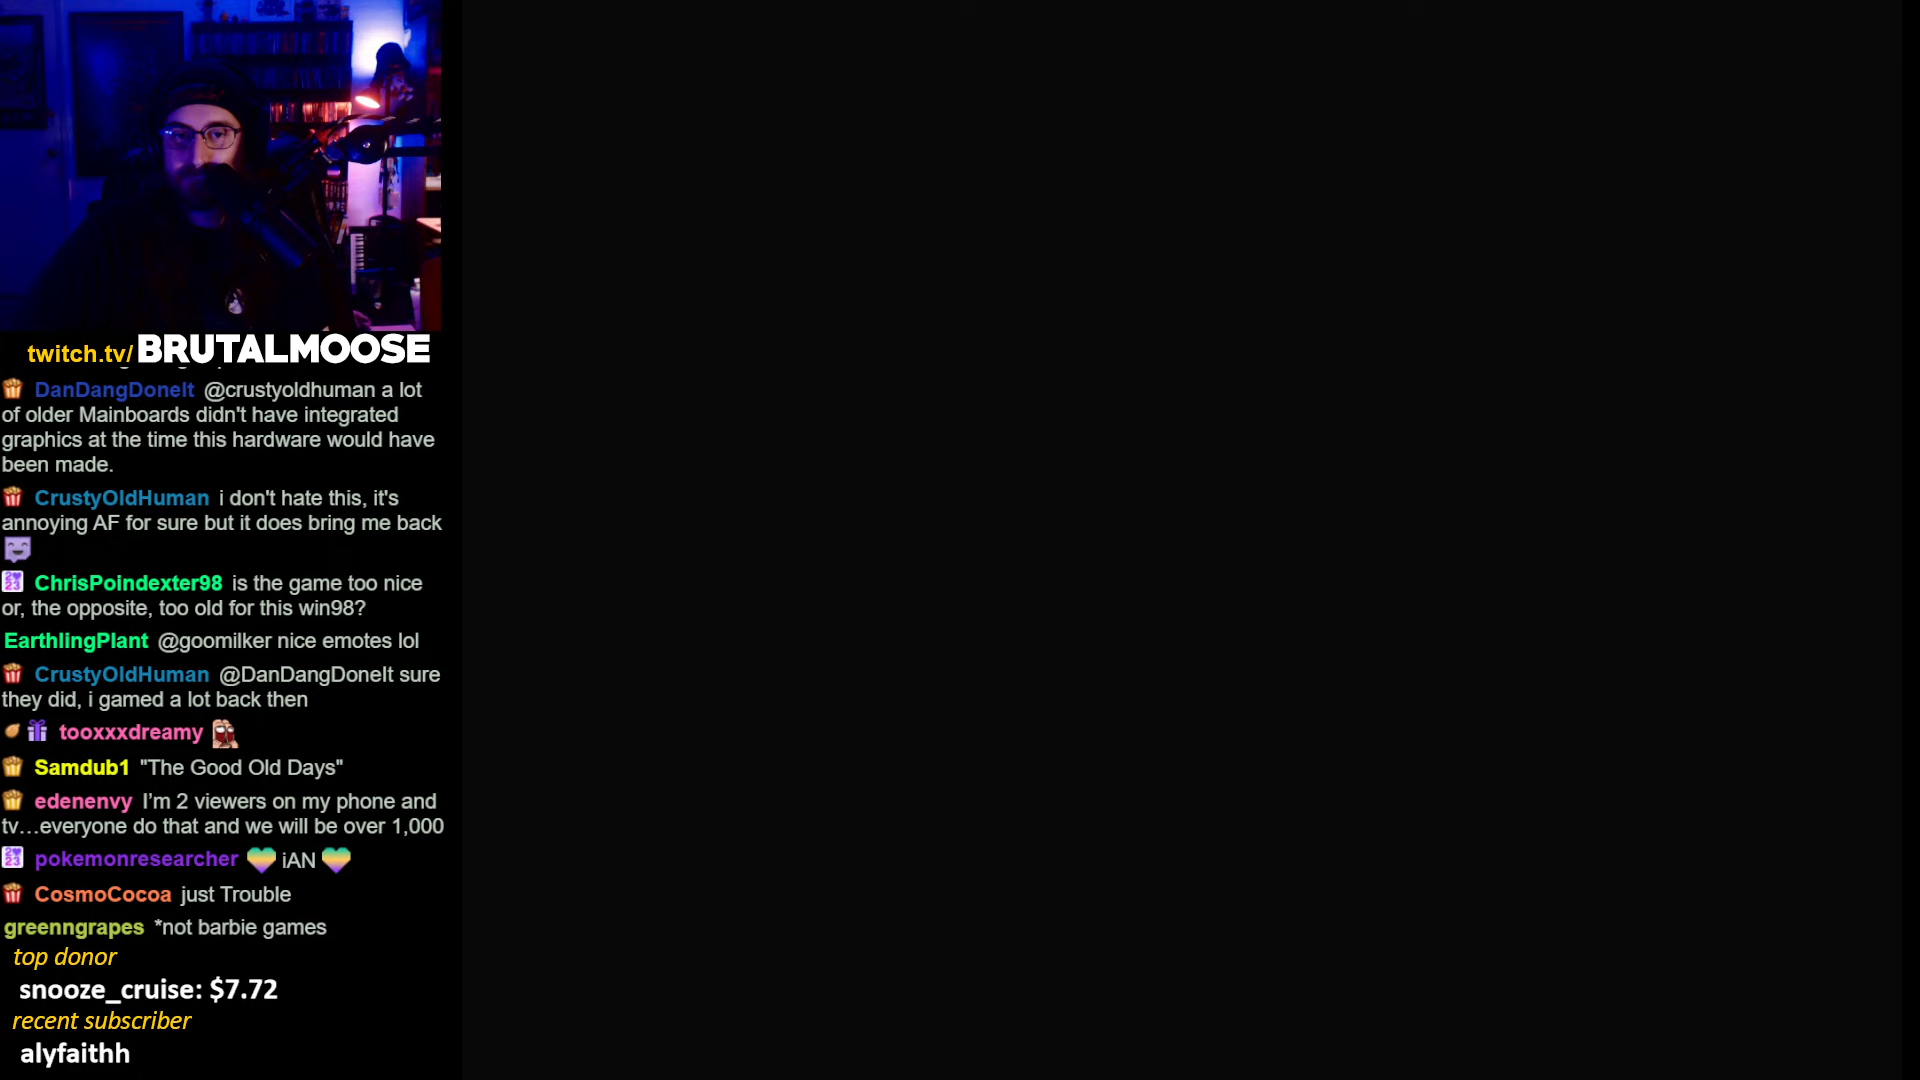 twitch.tv/BRUTALMOOSE
DanDangDoneIt @crustyoldhuman a lot
of older Mainboards didn't have integrated
graphics at the time this hardware would have
been made.
CrustyOldHuman i don't hate this, it's
annoying AF for sure but it does bring me back
ChrisPoindexter98 is the game too nice
or, the opposite, too old for this win98?
EarthlingPlant @goomilker nice emotes lol
CrustyOldHuman @DanDangDoneIt sure
they did, i gamed a lot back then
tooxxxdreamy
Samdub1 "The Good Old Days"
edenenvy I’m 2 viewers on my phone and
tv…everyone do that and we will be over 1,000
pokemonresearcher iAN
CosmoCocoa just Trouble
greenngrapes *not barbie games
top donor
snooze_cruise: $7.72
recent subscriber
alyfaithh